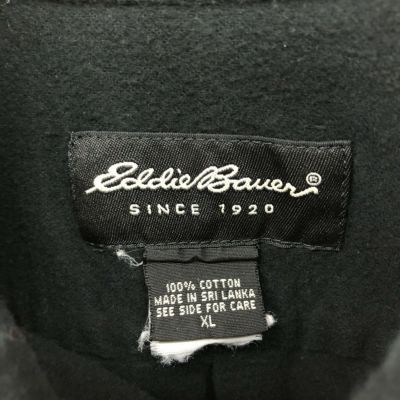 Eddie Bauer®
SINCE 1920
100% COTTON
MADE IN SRI LANKA
SEE SIDE FOR CARE
XL